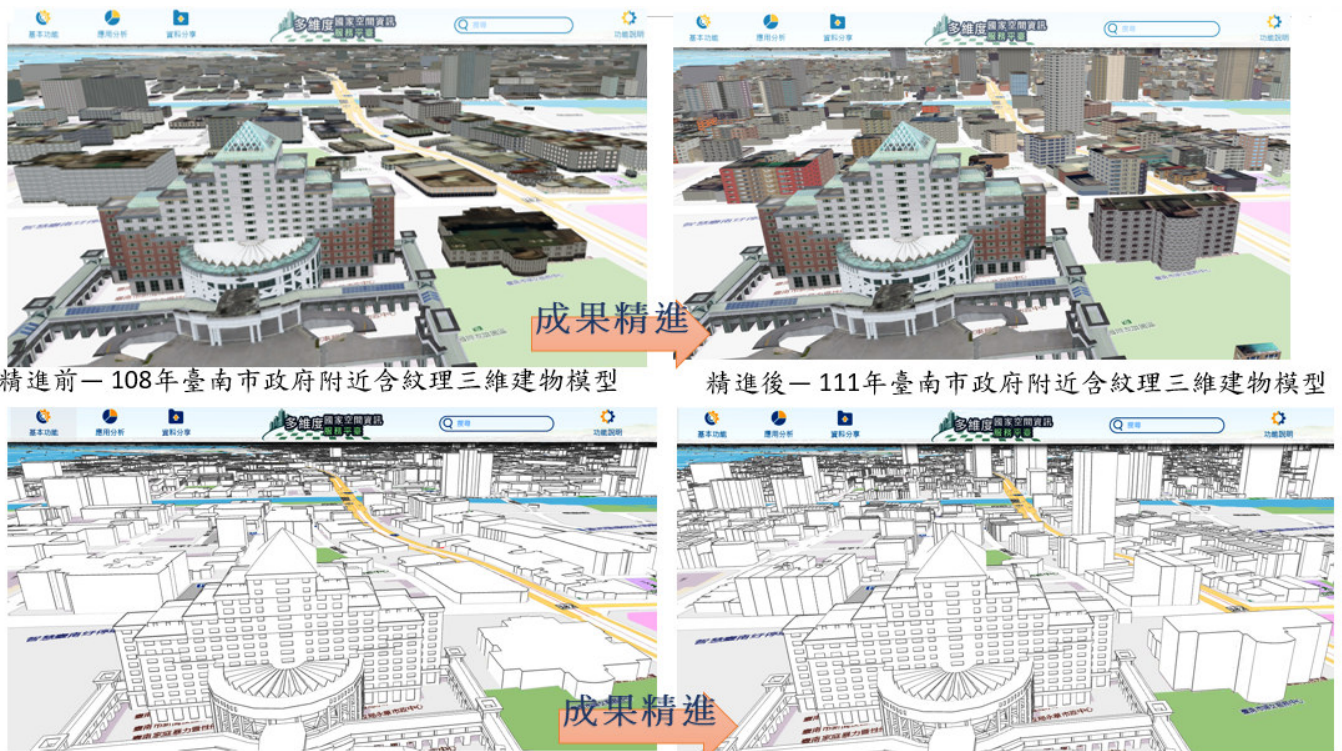 基本功能
應用分析
資料分享
多維度國家空間資訊
服務平臺
搜尋
功能說明
基本功能
應用分析
資料分享
多維度國家空間資訊
服務平臺
搜尋
功能說明
成果精進
精進前—108年臺南市政府附近含紋理三維建物模型
精進後—111年臺南市政府附近含紋理三維建物模型
基本功能
應用分析
資料分享
多維度國家空間資訊
服務平臺
搜尋
功能說明
基本功能
應用分析
資料分享
多維度國家空間資訊
服務平臺
搜尋
功能說明
成果精進